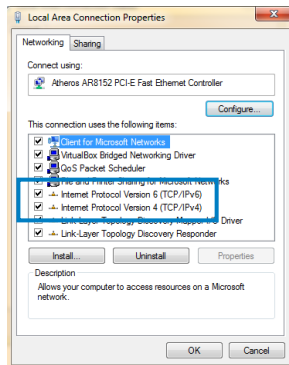 Local Area Connection Properties
Networking
Sharing
Connect using:
Atheros AR8152 PCI-E Fast Ethernet Controller
Configure...
This connection uses the following items:
Client for Microsoft Networks
VirtualBox Bridged Networking Driver
QoS Packet Scheduler
File and Printer Sharing for Microsoft Networks
Internet Protocol Version 6 (TCP/IPv6)
Internet Protocol Version 4 (TCP/IPv4)
Link-Layer Topology Discovery Mapper I/O Driver
Link-Layer Topology Discovery Responder
Install...
Uninstall
Properties
Description
Allows your computer to access resources on a Microsoft
network.
OK
Cancel